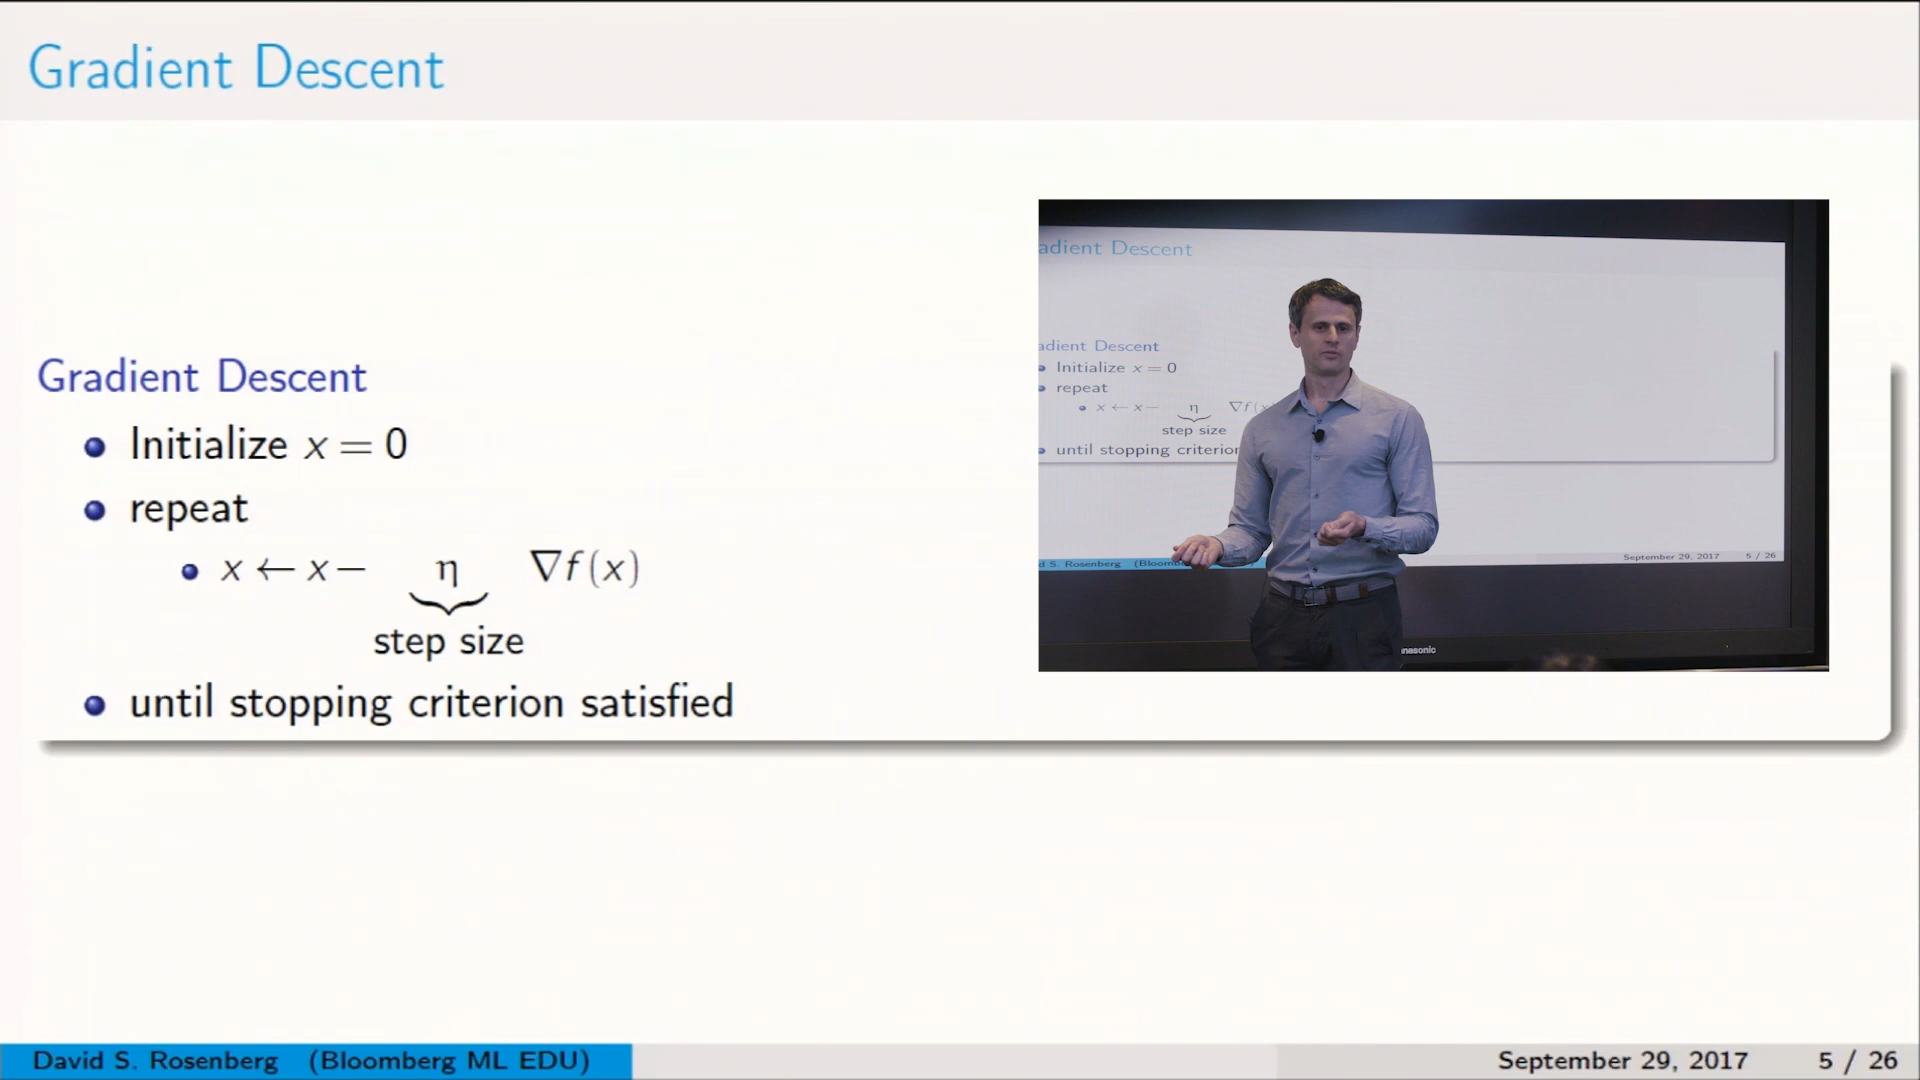 Gradient Descent
Gradient Descent
Initialize x = 0
repeat
x ← x − η ∇f(x)
step size
until stopping criterion satisfied
adient Descent
adient Descent
Initialize x = 0
repeat
x ← x − η ∇f(x
step size
until stopping criterion
d S. Rosenberg (Bloomb
September 29, 2017 5 / 26
anasonic
David S. Rosenberg (Bloomberg ML EDU)
September 29, 2017 5 / 26